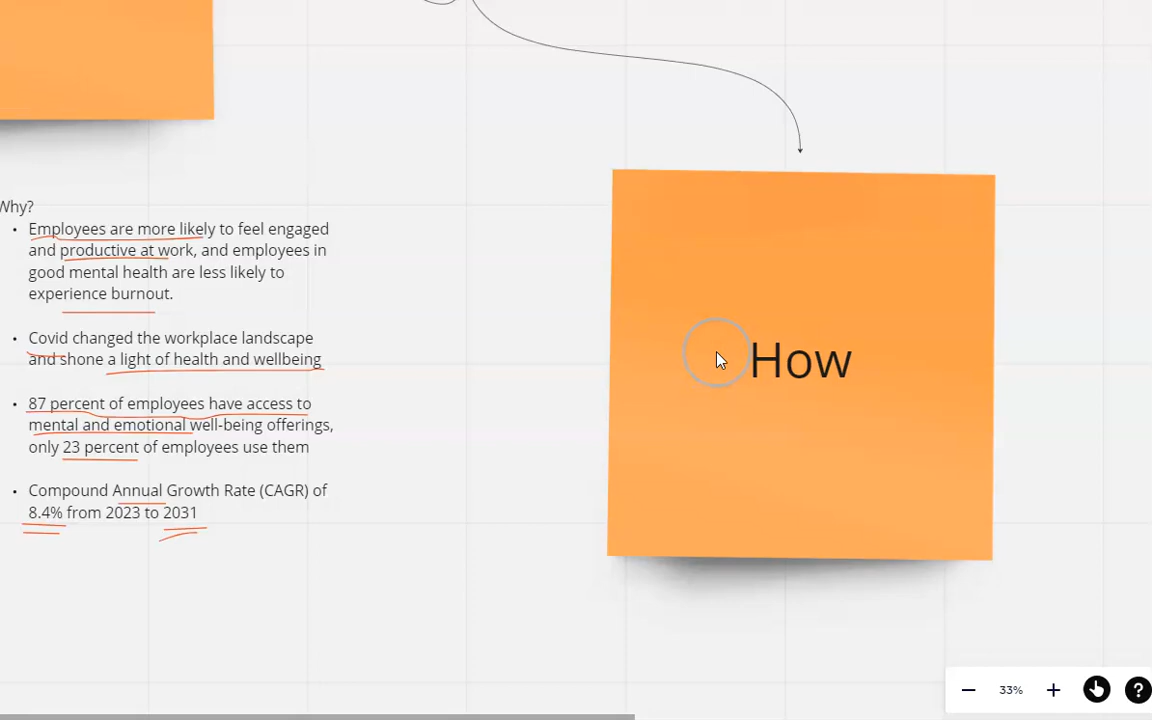 Why?
• Employees are more likely to feel engaged
and productive at work, and employees in
good mental health are less likely to
experience burnout.
• Covid changed the workplace landscape
and shone a light of health and wellbeing
• 87 percent of employees have access to
mental and emotional well-being offerings,
only 23 percent of employees use them
• Compound Annual Growth Rate (CAGR) of
8.4% from 2023 to 2031
How
33%